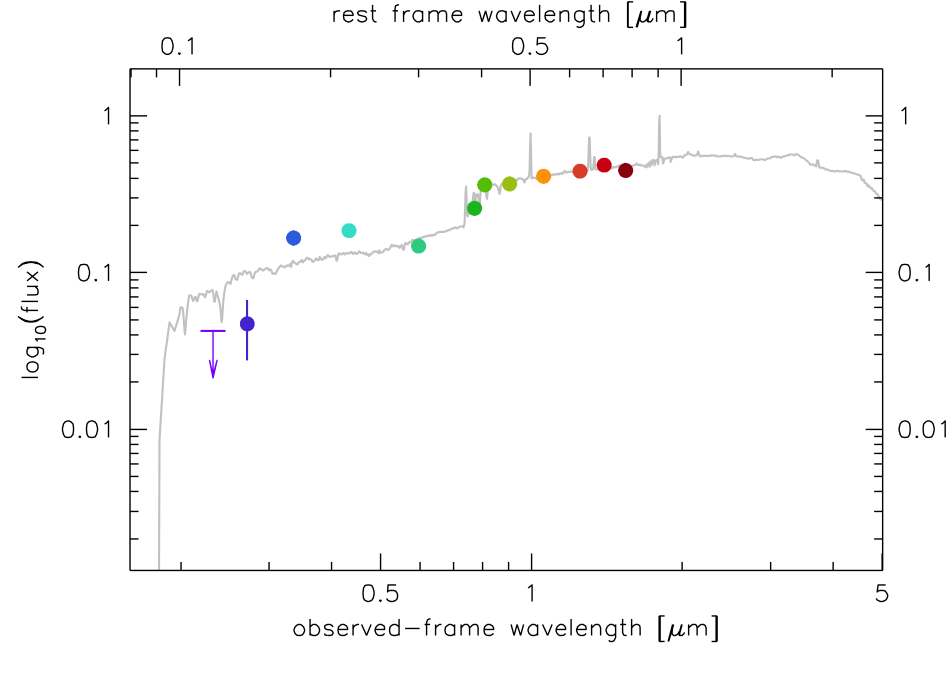 rest frame wavelength [μm]
0.1 0.5 1
1 1
0.1 0.1
0.01 0.01
log10(flux)
0.5 1 5
observed-frame wavelength [μm]